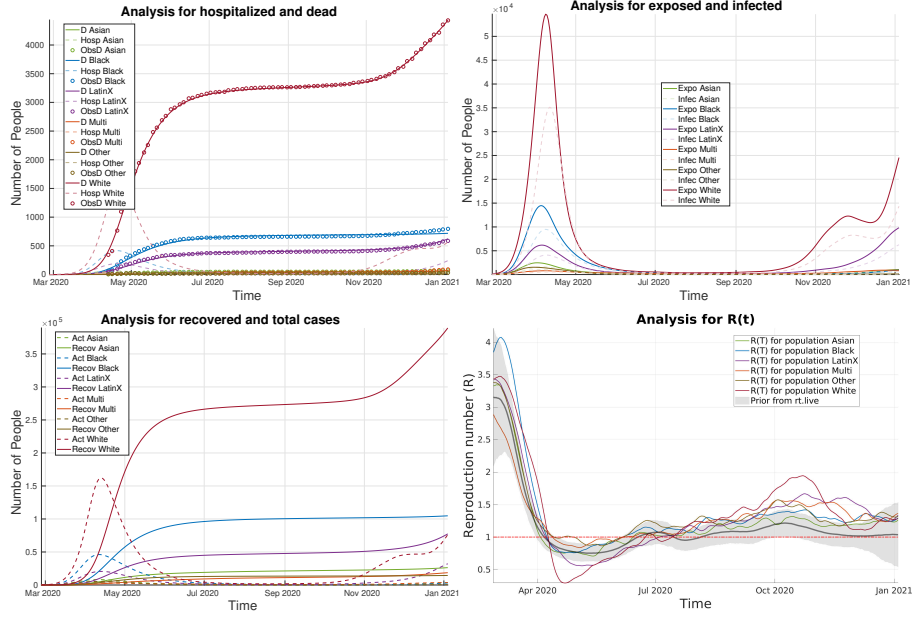 Analysis for hospitalized and dead
Number of People
4000
3500
3000
2500
2000
1500
1000
500
0
D Asian
Hosp Asian
ObsD Asian
D Black
Hosp Black
ObsD Black
D LatinX
Hosp LatinX
ObsD LatinX
D Multi
Hosp Multi
ObsD Multi
D Other
Hosp Other
ObsD Other
D White
Hosp White
ObsD White
Mar 2020 May 2020 Jul 2020 Sep 2020 Nov 2020 Jan 2021
Time
Analysis for exposed and infected
×10⁴
Number of People
5
4.5
4
3.5
3
2.5
2
1.5
1
0.5
0
Expo Asian
Infec Asian
Expo Black
Infec Black
Expo LatinX
Infec LatinX
Expo Multi
Infec Multi
Expo Other
Infec Other
Expo White
Infec White
Mar 2020 May 2020 Jul 2020 Sep 2020 Nov 2020 Jan 2021
Time
Analysis for recovered and total cases
×10⁵
Number of People
3.5
3
2.5
2
1.5
1
0.5
0
Act Asian
Recov Asian
Act Black
Recov Black
Act LatinX
Recov LatinX
Act Multi
Recov Multi
Act Other
Recov Other
Act White
Recov White
Mar 2020 May 2020 Jul 2020 Sep 2020 Nov 2020 Jan 2021
Time
Analysis for R(t)
Reproduction number (R)
4
3.5
3
2.5
2
1.5
1
0.5
R(T) for population Asian
R(T) for population Black
R(T) for population LatinX
R(T) for population Multi
R(T) for population Other
R(T) for population White
Prior from rt.live
Apr 2020 Jul 2020 Oct 2020 Jan 2021
Time